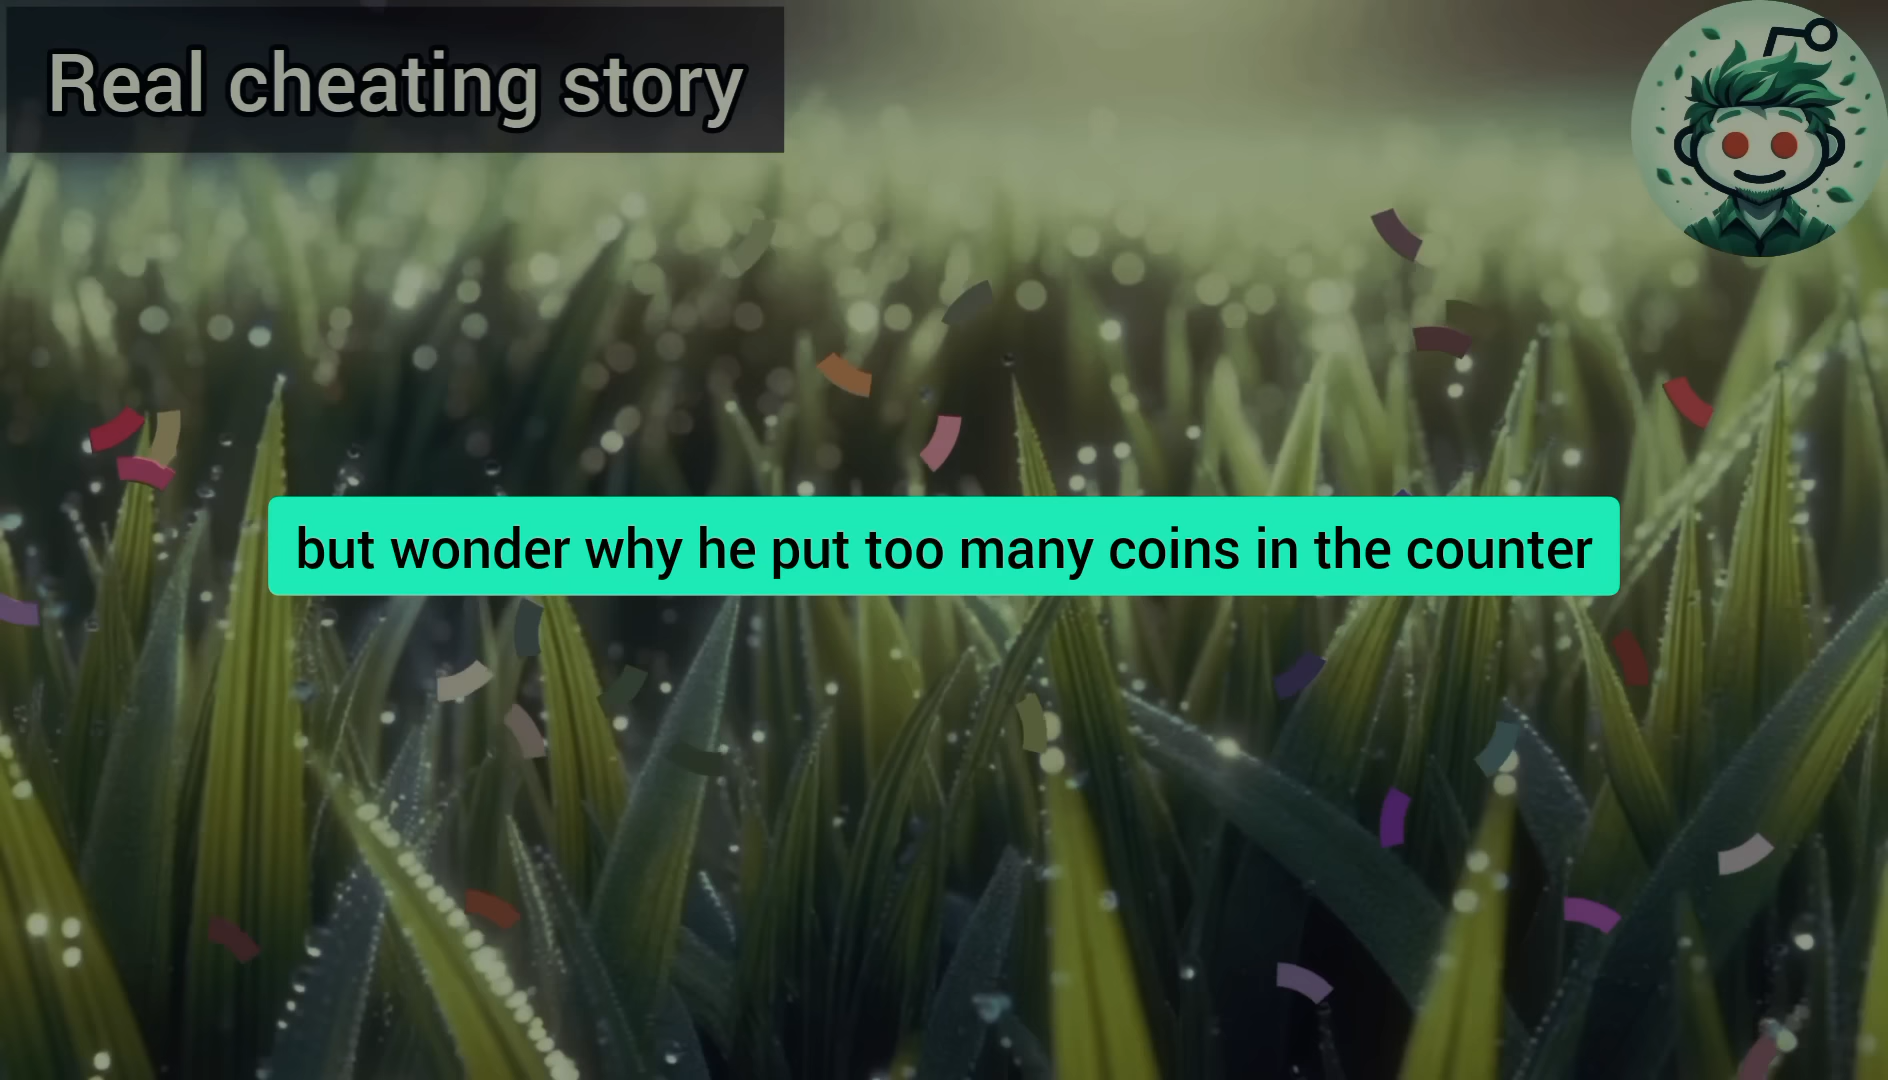 Real cheating story
but wonder why he put too many coins in the counter